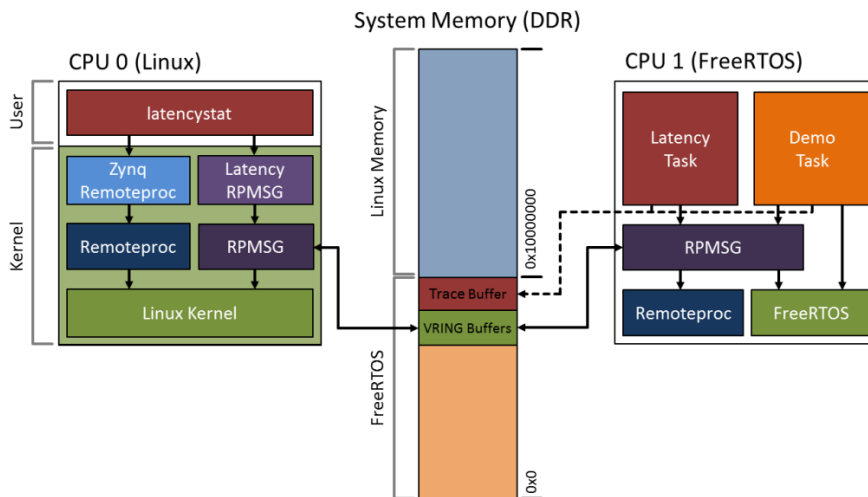 System Memory (DDR)
CPU 0 (Linux)
CPU 1 (FreeRTOS)
User
latencystat
Kernel
Zynq
Remoteproc
Latency
RPMSG
Remoteproc
RPMSG
Linux Kernel
Linux Memory
0x10000000
Trace Buffer
VRING Buffers
FreeRTOS
0x0
Latency
Task
Demo
Task
RPMSG
Remoteproc
FreeRTOS